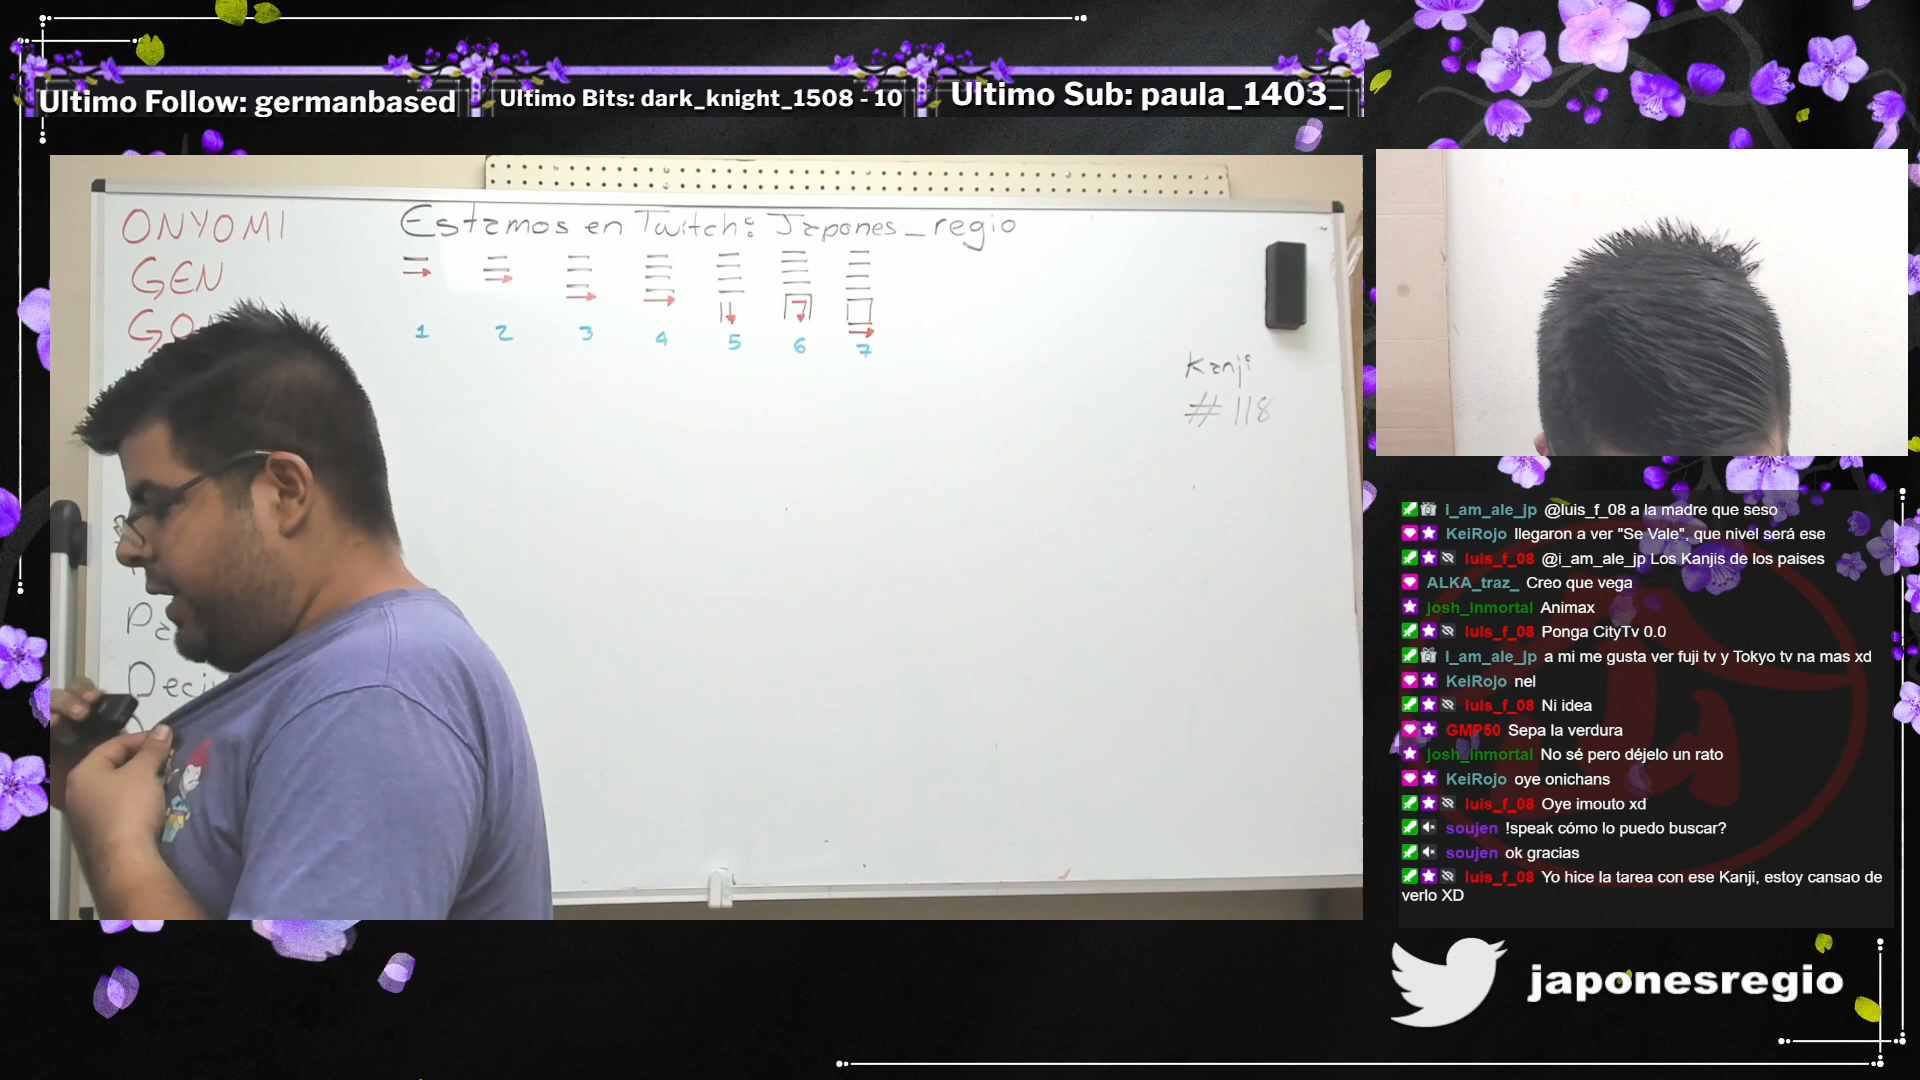 Ultimo Follow: germanbased
Ultimo Bits: dark_knight_1508 - 10
Ultimo Sub: paula_1403_
ONYOMI
GEN
Estamos en Twitch: Japones_regio
1 2 3 4 5 6 7
Kanji
#118
i_am_ale_jp @luis_f_08 a la madre que seso
KeiRojo llegaron a ver "Se Vale", que nivel será ese
luis_f_08 @i_am_ale_jp Los Kanjis de los paises
ALKA_traz_ Creo que vega
josh_inmortal Animax
luis_f_08 Ponga CityTv 0.0
i_am_ale_jp a mi me gusta ver fuji tv y Tokyo tv na mas xd
KeiRojo nel
luis_f_08 Ni idea
GMP50 Sepa la verdura
josh_inmortal No sé pero déjelo un rato
KeiRojo oye onichans
luis_f_08 Oye imouto xd
soujen !speak cómo lo puedo buscar?
soujen ok gracias
luis_f_08 Yo hice la tarea con ese Kanji, estoy cansao de
verlo XD
japonesregio